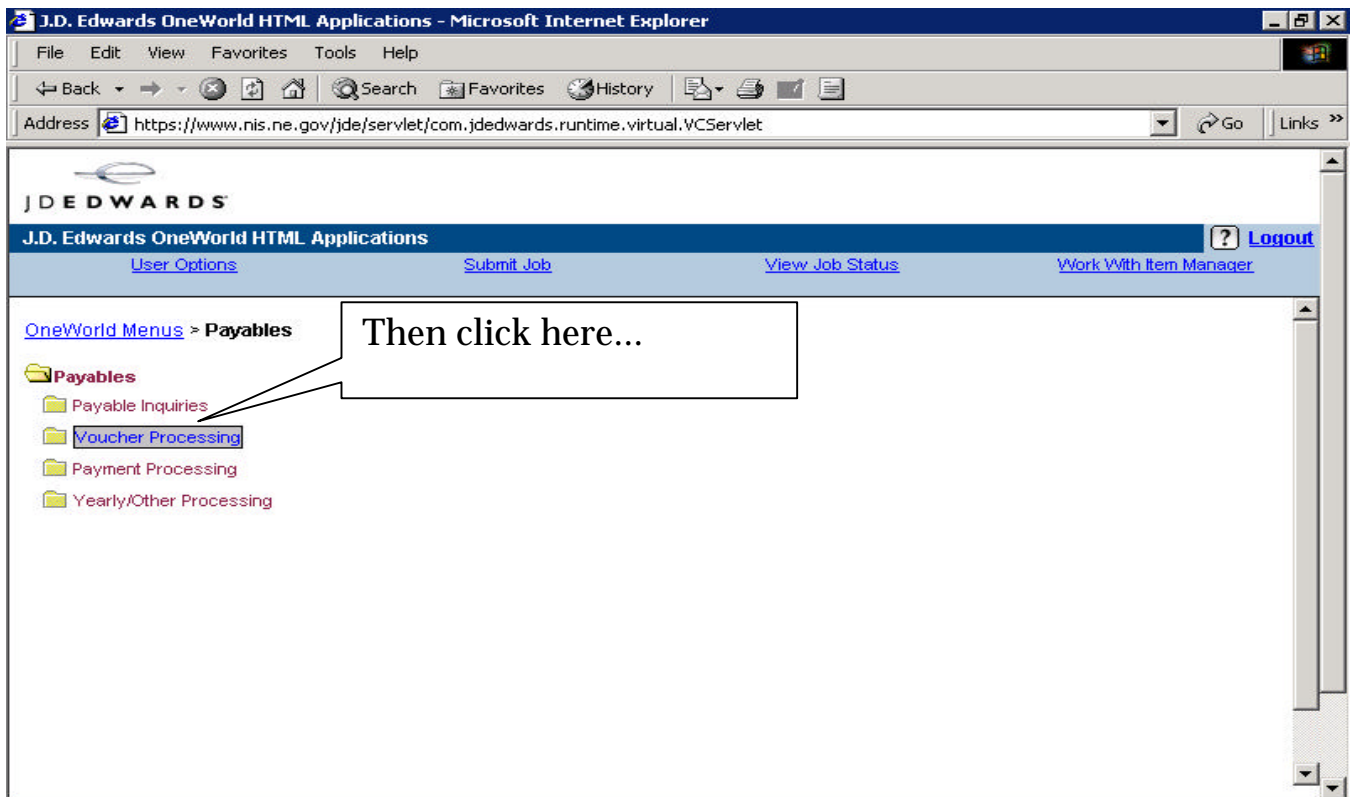 J.D. Edwards OneWorld HTML Applications - Microsoft Internet Explorer
File Edit View Favorites Tools Help
Back Search Favorites History
Address https://www.nis.ne.gov/jde/servlet/com.jdedwards.runtime.virtual.VCServlet Go Links »
JDEDWARDS
J.D. Edwards OneWorld HTML Applications ? Logout
User Options Submit Job View Job Status Work With Item Manager
OneWorld Menus > Payables
Then click here...
Payables
Payable Inquiries
Voucher Processing
Payment Processing
Yearly/Other Processing